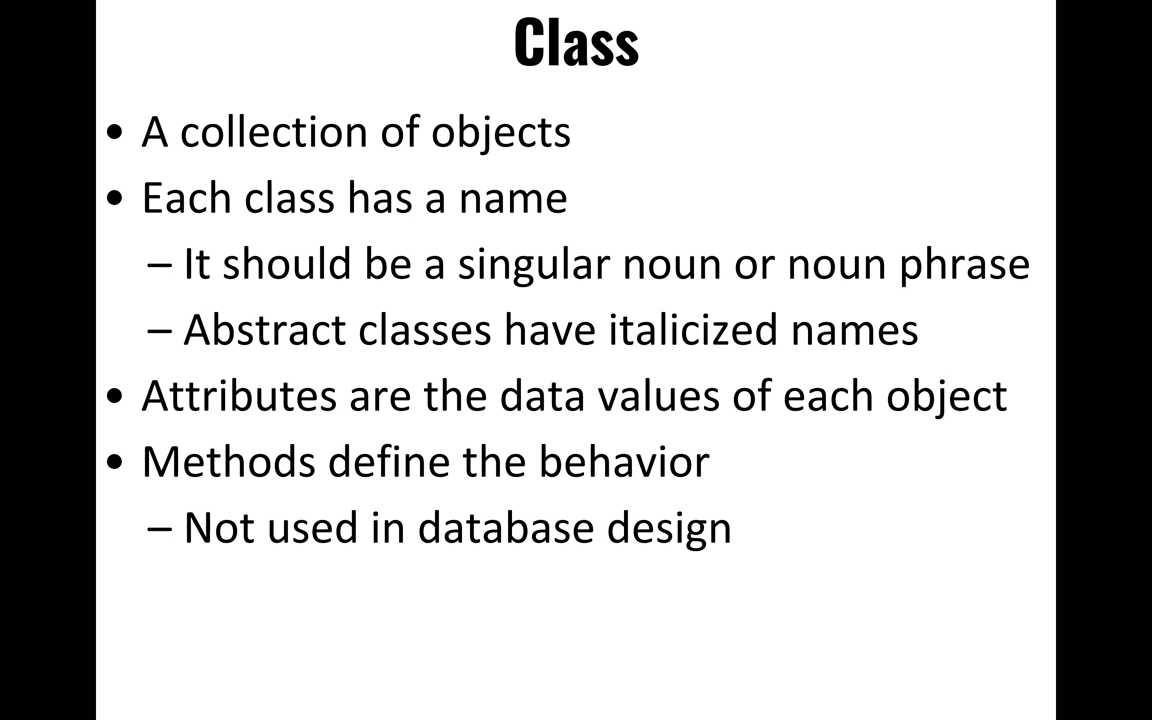 Class
• A collection of objects
• Each class has a name
– It should be a singular noun or noun phrase
– Abstract classes have italicized names
• Attributes are the data values of each object
• Methods define the behavior
– Not used in database design